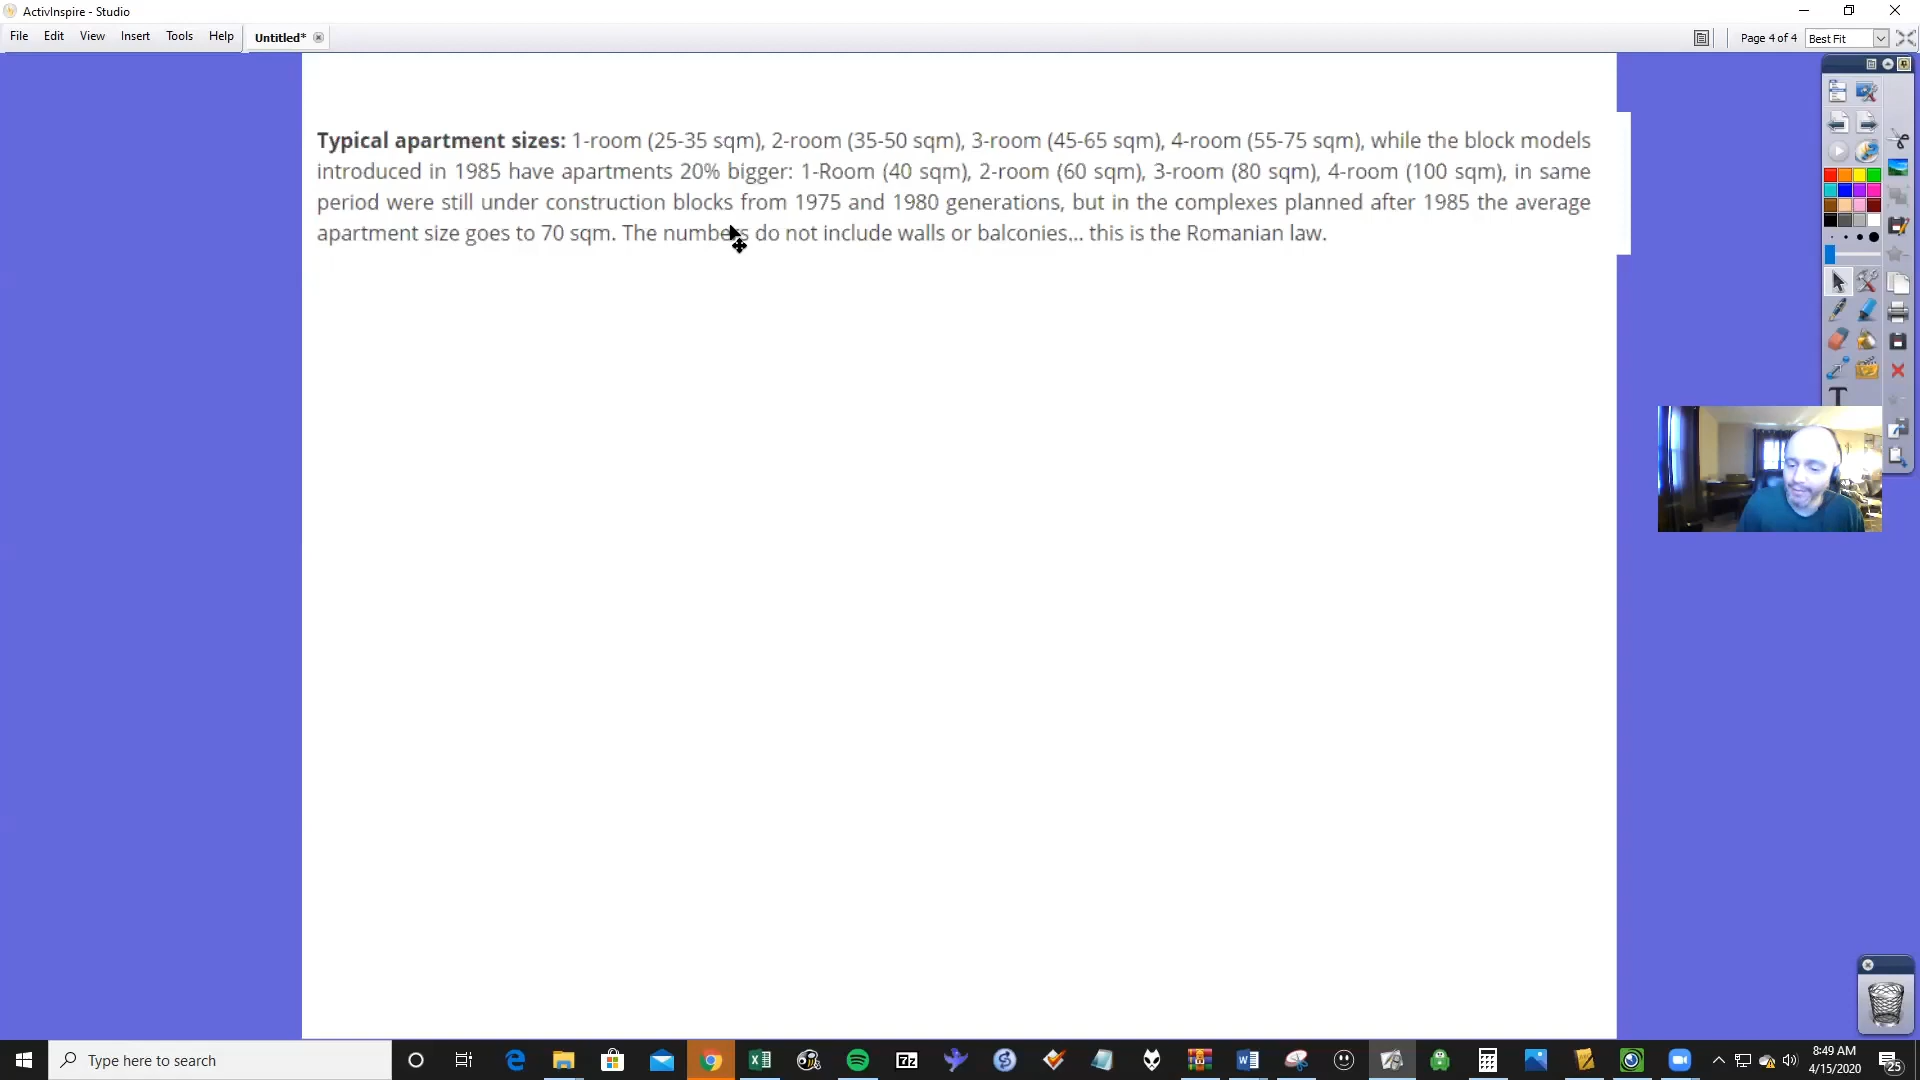 ActivInspire - Studio
File Edit View Insert Tools Help Untitled* Page 4 of 4 Best Fit
Typical apartment sizes: 1-room (25-35 sqm), 2-room (35-50 sqm), 3-room (45-65 sqm), 4-room (55-75 sqm), while the block models
introduced in 1985 have apartments 20% bigger: 1-Room (40 sqm), 2-room (60 sqm), 3-room (80 sqm), 4-room (100 sqm), in same
period were still under construction blocks from 1975 and 1980 generations, but in the complexes planned after 1985 the average
apartment size goes to 70 sqm. The numbers do not include walls or balconies... this is the Romanian law.
T
Type here to search
7z
8:49 AM
4/15/2020
25